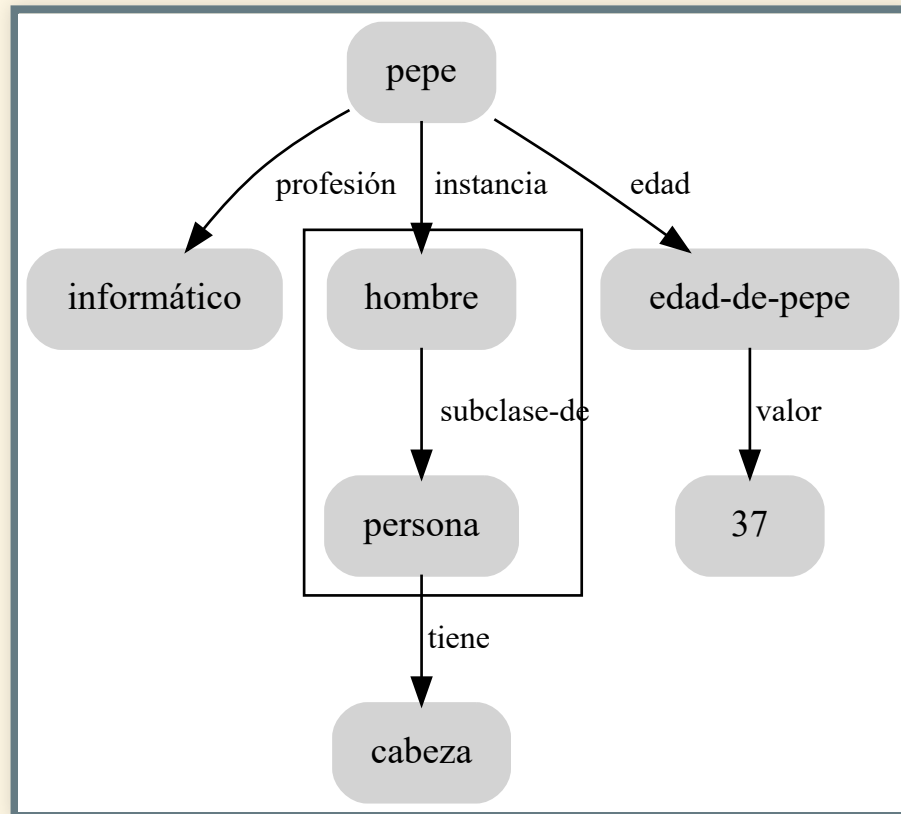 pepe
profesión
instancia
edad
informático
hombre
edad-de-pepe
subclase-de
valor
persona
37
tiene
cabeza